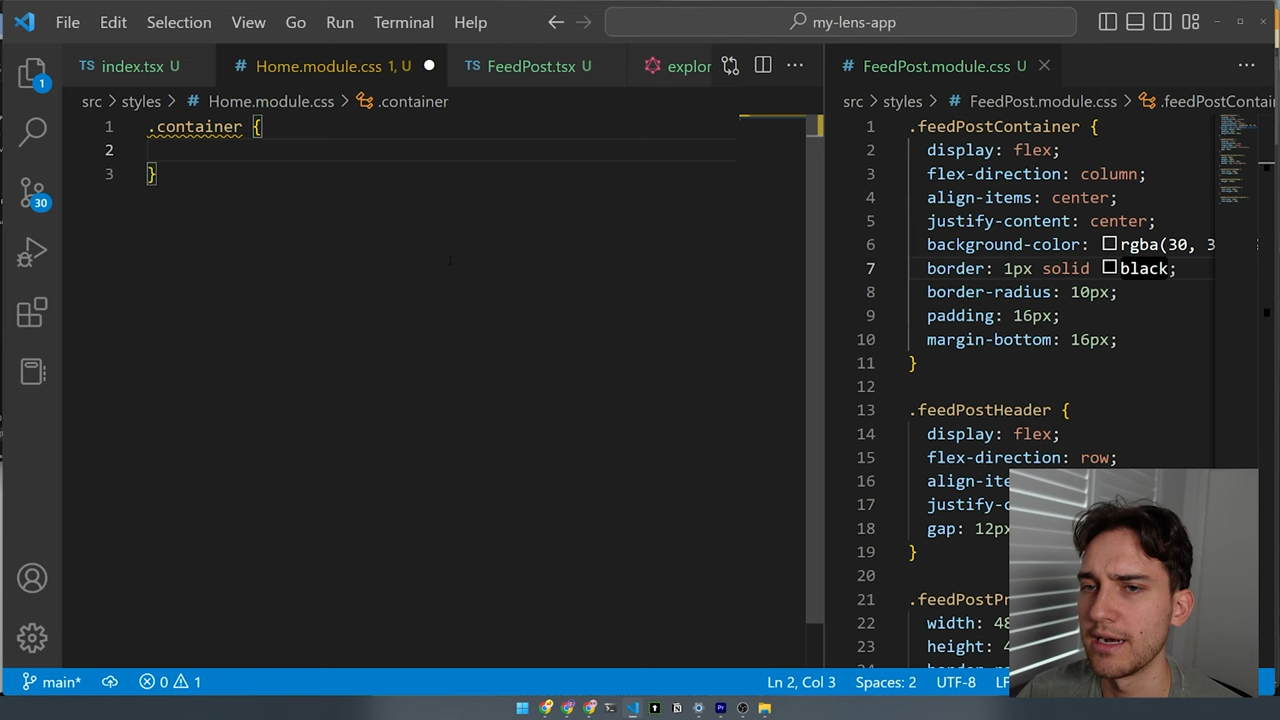 File Edit Selection View Go Run Terminal Help
my-lens-app
index.tsx U
Home.module.css 1, U
FeedPost.tsx U
explor
FeedPost.module.css U
src > styles > # Home.module.css > .container
1 .container {
2
3 }
src > styles > # FeedPost.module.css > .feedPostContai
1 .feedPostContainer {
2 display: flex;
3 flex-direction: column;
4 align-items: center;
5 justify-content: center;
6 background-color: rgba(30, 3
7 border: 1px solid black;
8 border-radius: 10px;
9 padding: 16px;
10 margin-bottom: 16px;
11 }
12
13 .feedPostHeader {
14 display: flex;
15 flex-direction: row;
16 align-ite
17 justify-c
18 gap: 12px
19 }
20
21 .feedPostPr
22 width: 48
23 height: 4
1
30
main* 0 1
Ln 2, Col 3 Spaces: 2 UTF-8 LF